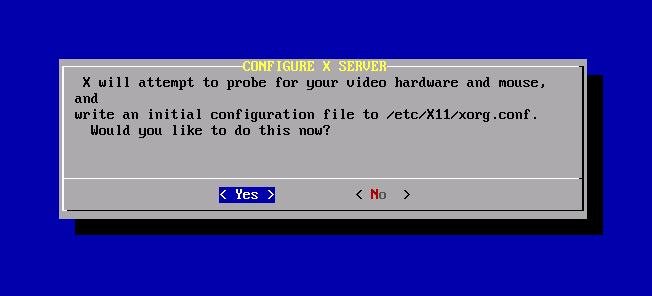 CONFIGURE X SERVER
X will attempt to probe for your video hardware and mouse,
and
write an initial configuration file to /etc/X11/xorg.conf.
Would you like to do this now?
< Yes > < No >